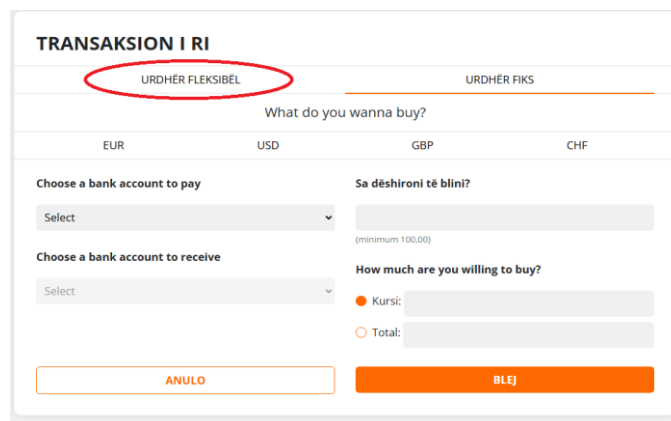 TRANSAKSION I RI
URDHËR FLEKSIBËL URDHËR FIKS
What do you wanna buy?
EUR USD GBP CHF
Choose a bank account to pay
Select
Choose a bank account to receive
Select
Sa dëshironi të blini?
(minimum 100.00)
How much are you willing to buy?
Kursi:
Total:
ANULO BLEJ